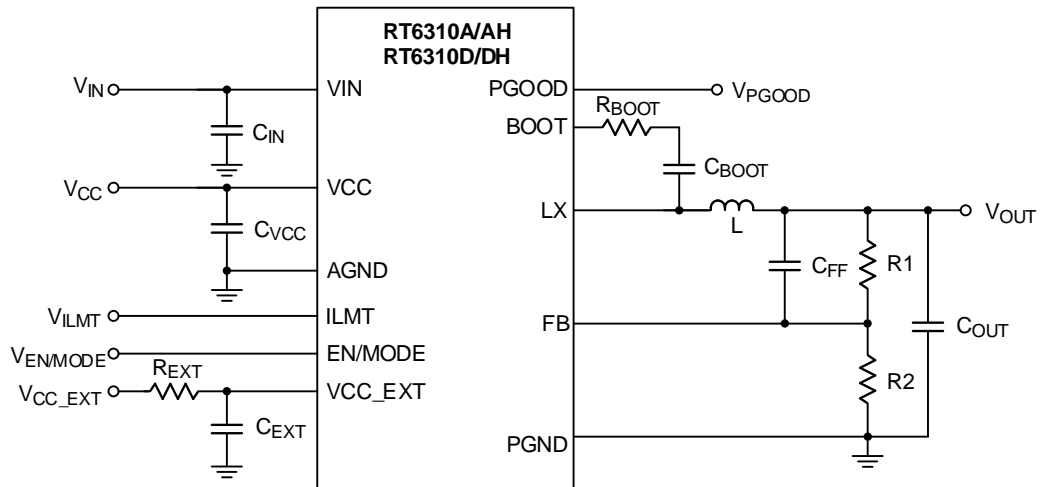 RT6310A/AH
RT6310D/DH
VIN
VIN
CIN
VCC
VCC
CVCC
AGND
VILMT
ILMT
VEN/MODE
EN/MODE
VCC_EXT
REXT
VCC_EXT
CEXT
PGOOD
VPGOOD
BOOT
RBOOT
CBOOT
LX
L
VOUT
CFF
R1
FB
COUT
R2
PGND